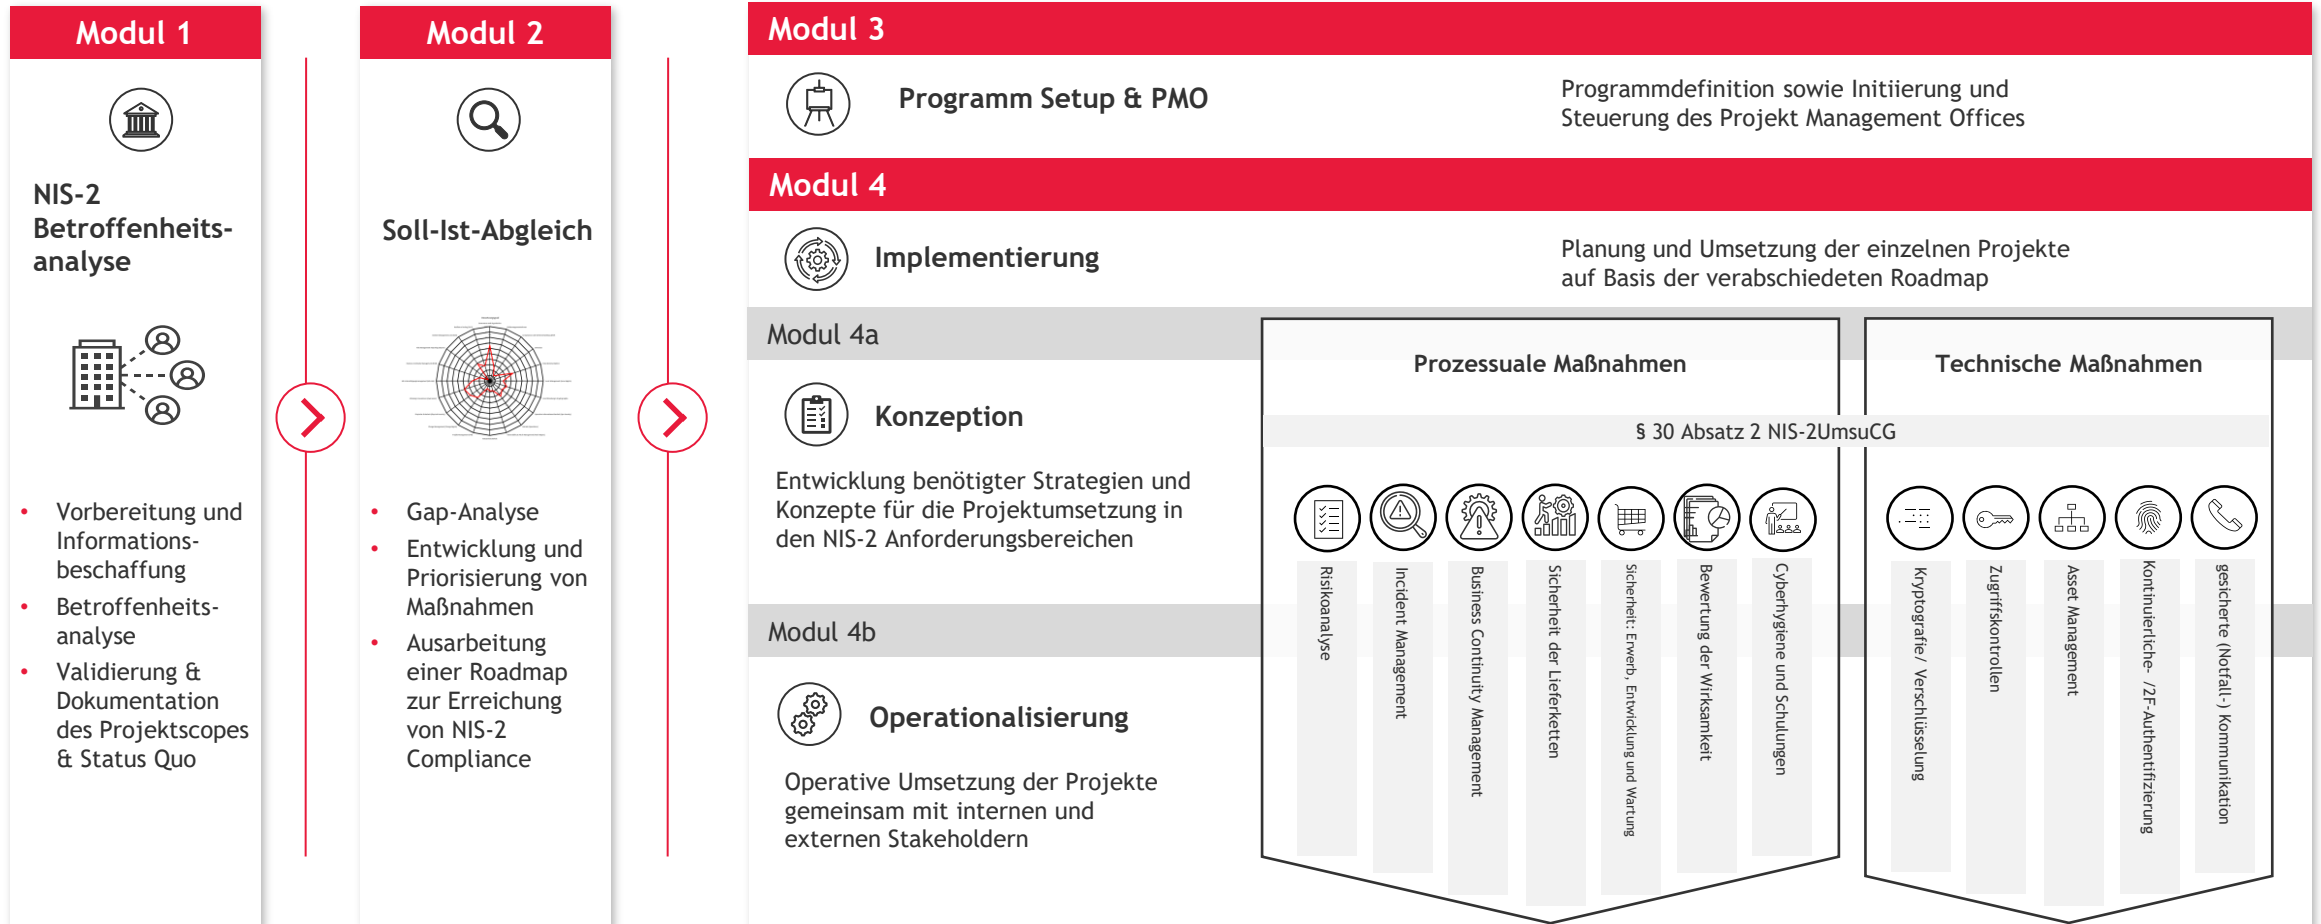 Modul 1
NIS-2
Betroffenheits-
analyse
• Vorbereitung und
Informations-
beschaffung
• Betroffenheits-
analyse
• Validierung &
Dokumentation
des Projektscopes
& Status Quo
Modul 2
Soll-Ist-Abgleich
• Gap-Analyse
• Entwicklung und
Priorisierung von
Maßnahmen
• Ausarbeitung
einer Roadmap
zur Erreichung
von NIS-2
Compliance
Modul 3
Programm Setup & PMO
Programmdefinition sowie Initiierung und
Steuerung des Projekt Management Offices
Modul 4
Implementierung
Planung und Umsetzung der einzelnen Projekte
auf Basis der verabschiedeten Roadmap
Modul 4a
Konzeption
Entwicklung benötigter Strategien und
Konzepte für die Projektumsetzung in
den NIS-2 Anforderungsbereichen
Modul 4b
Operationalisierung
Operative Umsetzung der Projekte
gemeinsam mit internen und
externen Stakeholdern
Prozessuale Maßnahmen
Technische Maßnahmen
§ 30 Absatz 2 NIS-2UmsuCG
Risikoanalyse
Incident Management
Business Continuity Management
Sicherheit der Lieferketten
Sicherheit: Erwerb, Entwicklung und Wartung
Bewertung der Wirksamkeit
Cyberhygiene und Schulungen
Kryptografie/ Verschlüsselung
Zugriffskontrollen
Asset Management
Kontinuierliche- /2F-Authentifizierung
gesicherte (Notfall-) Kommunikation